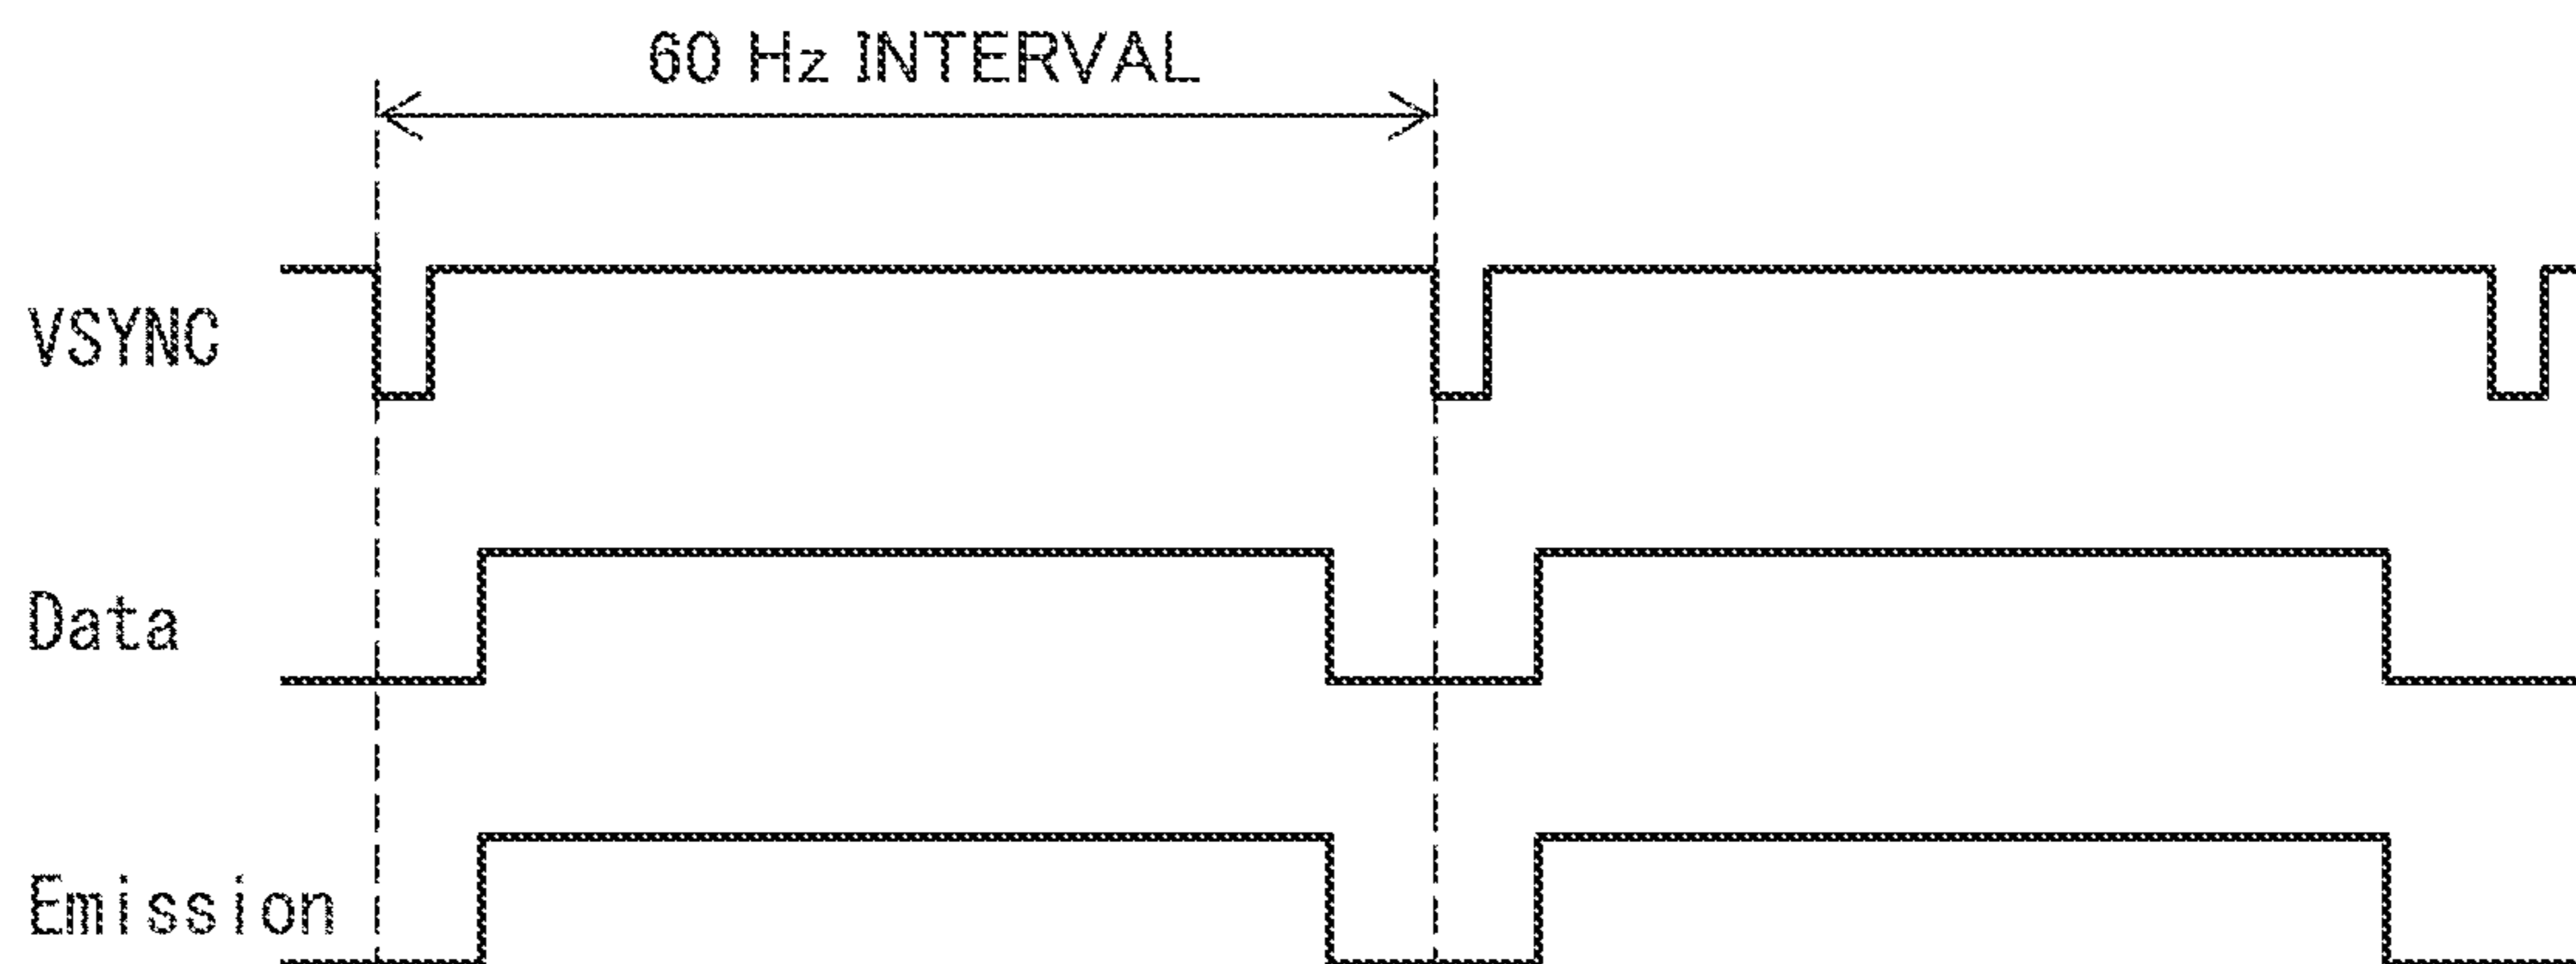 60 Hz INTERVAL
VSYNC
Data
Emission